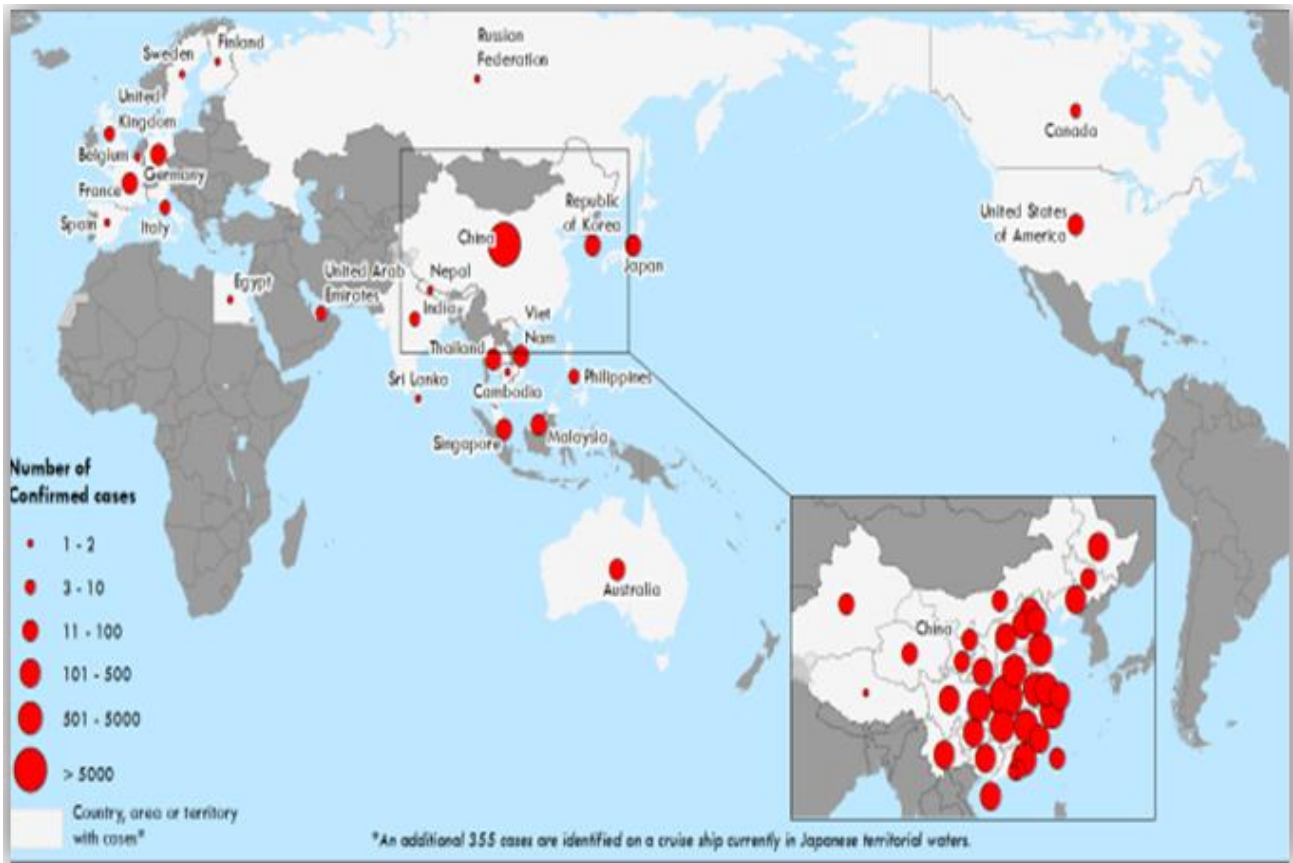 Finland
Sweden
Russian
Federation
United
Kingdom
Belgium
Germany
France
Spain
Italy
Canada
United States
of America
Republic
of Korea
China
Japan
Nepal
United Arab
Emirates
Egypt
India
Viet
Nam
Thailand
Sri Lanka
Cambodia
Philippines
Singapore
Malaysia
Australia
Number of
Confirmed cases
1 - 2
3 - 10
11 - 100
101 - 500
501 - 5000
> 5000
Country, area or territory
with cases*
China
*An additional 355 cases are identified on a cruise ship currently in Japanese territorial waters.